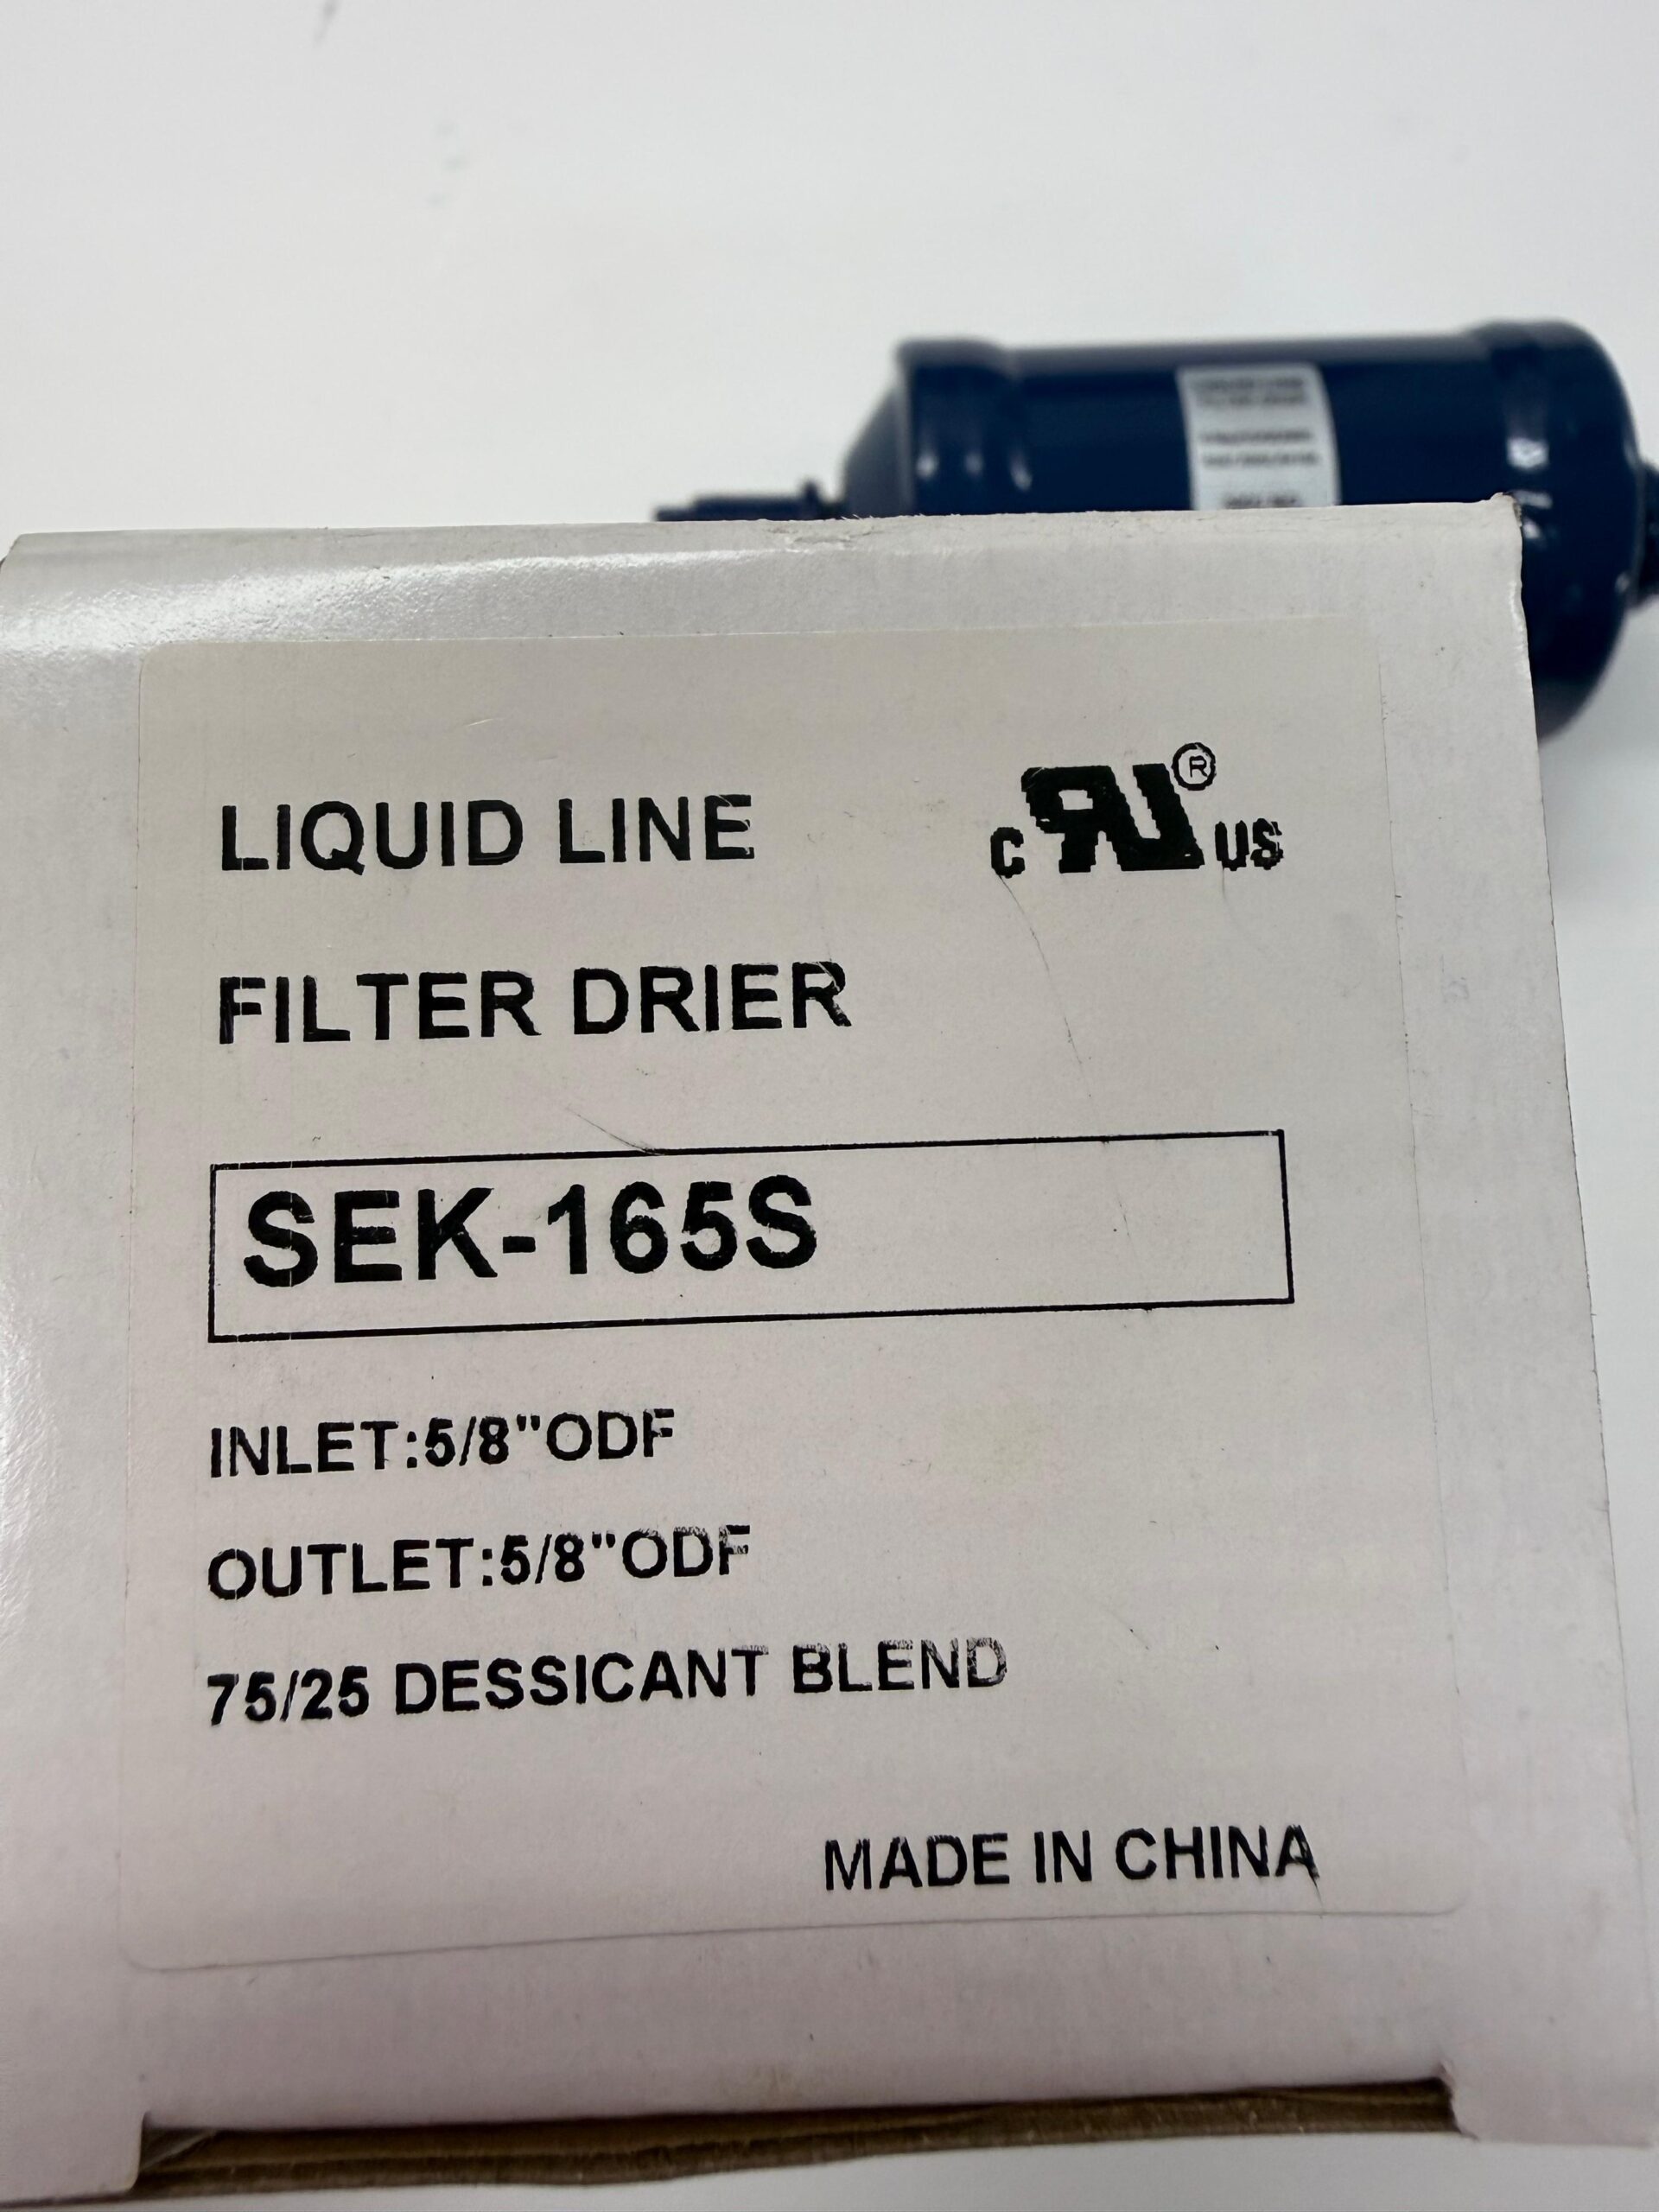 LIQUID LINE
c RU® US
FILTER DRIER
SEK-165S
INLET:5/8"ODF
OUTLET:5/8"ODF
75/25 DESSICANT BLEND
MADE IN CHINA